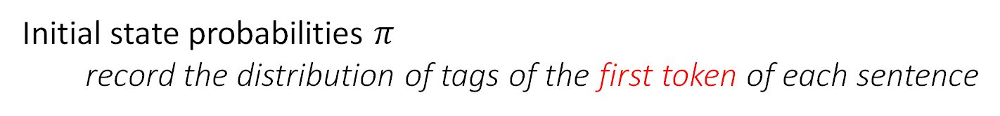 Initial state probabilities π
record the distribution of tags of the first token of each sentence